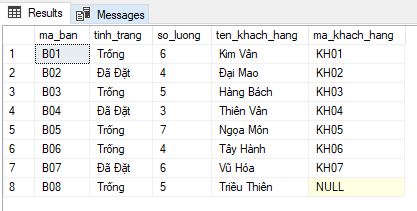 Results Messages
ma_ban tinh_trang so_luong ten_khach_hang ma_khach_hang
1 B01 Trống 6 Kim Vân KH01
2 B02 Đã Đặt 4 Đại Mao KH02
3 B03 Trống 5 Hàng Bách KH03
4 B04 Đã Đặt 3 Thiên Vân KH04
5 B05 Trống 7 Ngọa Môn KH05
6 B06 Trống 4 Tây Hành KH06
7 B07 Đã Đặt 6 Vũ Hóa KH07
8 B08 Trống 5 Triều Thiên NULL